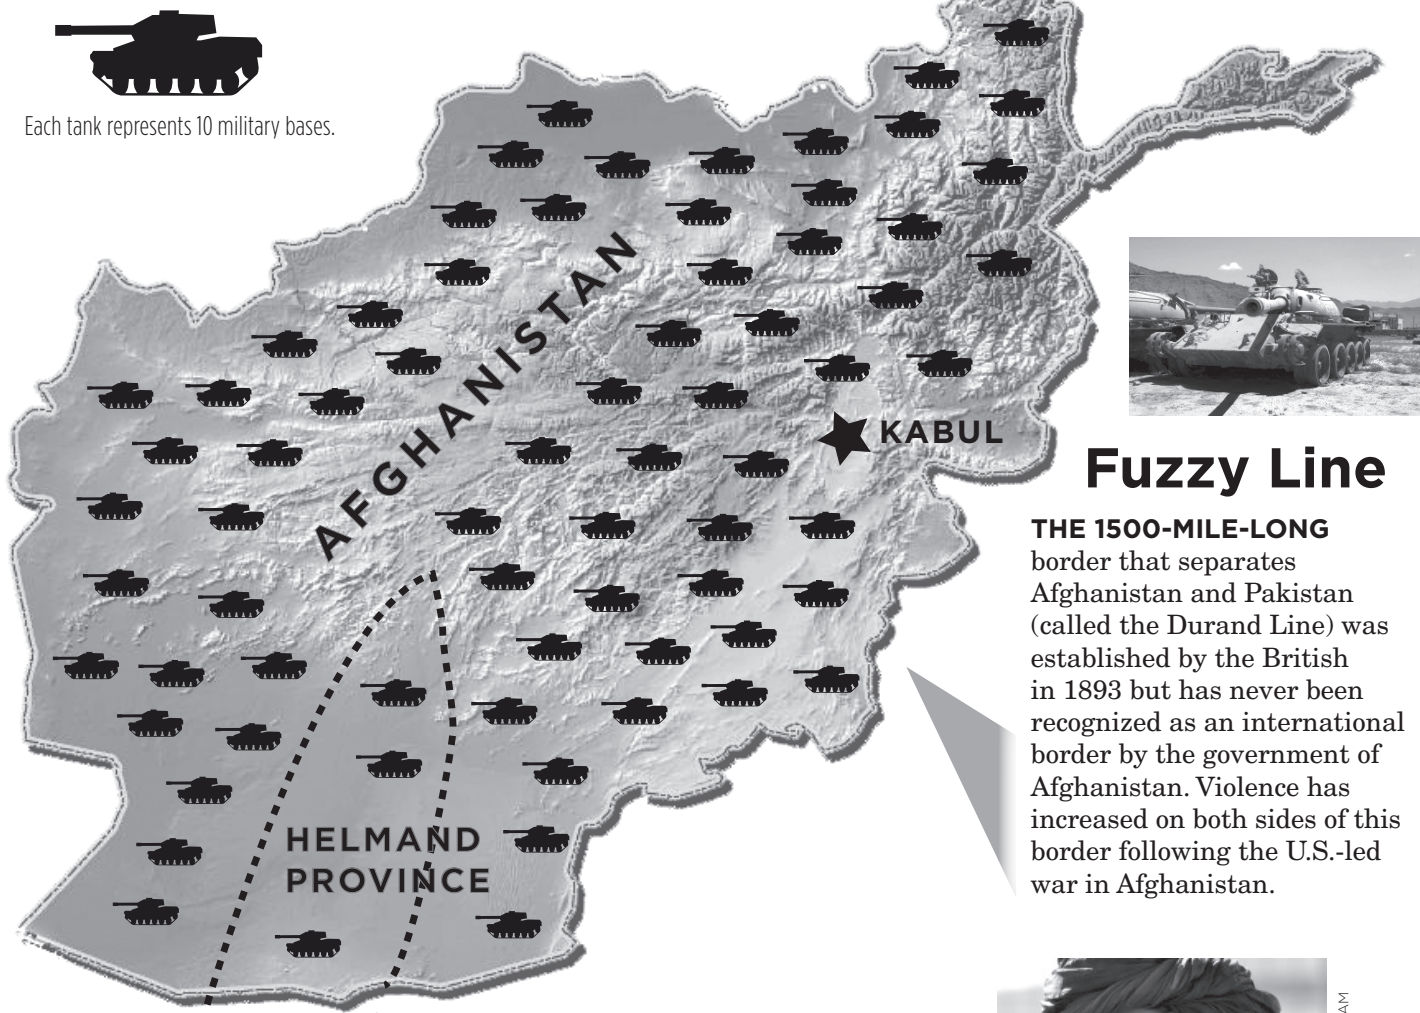 Each tank represents 10 military bases.
AFGHANISTAN
KABUL
HELMAND
PROVINCE
Fuzzy Line
THE 1500-MILE-LONG
border that separates
Afghanistan and Pakistan
(called the Durand Line) was
established by the British
in 1893 but has never been
recognized as an international
border by the government of
Afghanistan. Violence has
increased on both sides of this
border following the U.S.-led
war in Afghanistan.
AM